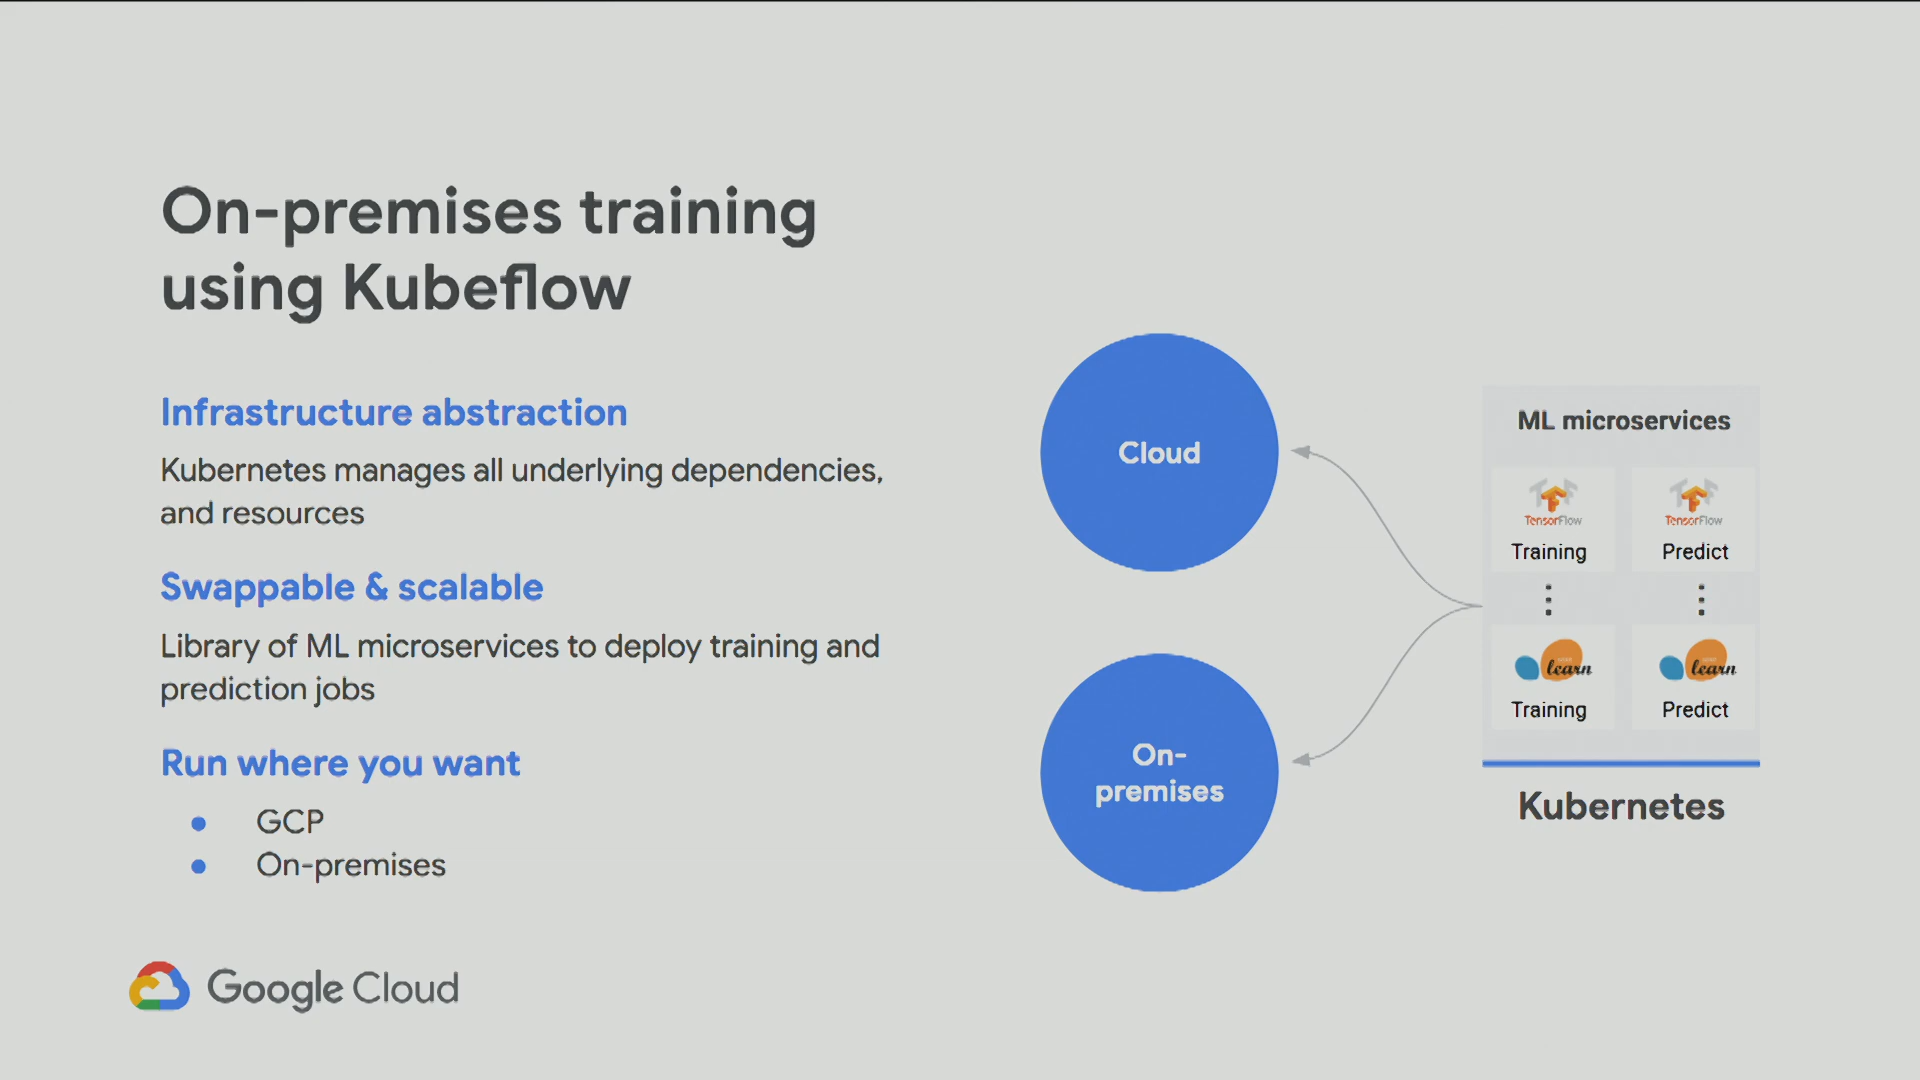 On-premises training
using Kubeflow
Infrastructure abstraction
Kubernetes manages all underlying dependencies,
and resources
Swappable & scalable
Library of ML microservices to deploy training and
prediction jobs
Run where you want
● GCP
● On-premises
Google Cloud
Cloud
On-
premises
ML microservices
TensorFlow
Training
TensorFlow
Predict
learn
Training
learn
Predict
Kubernetes